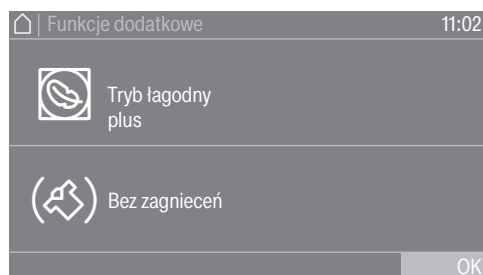 | Funkcje dodatkowe 11:02
Tryb łagodny
plus
Bez zagnieceń
OK